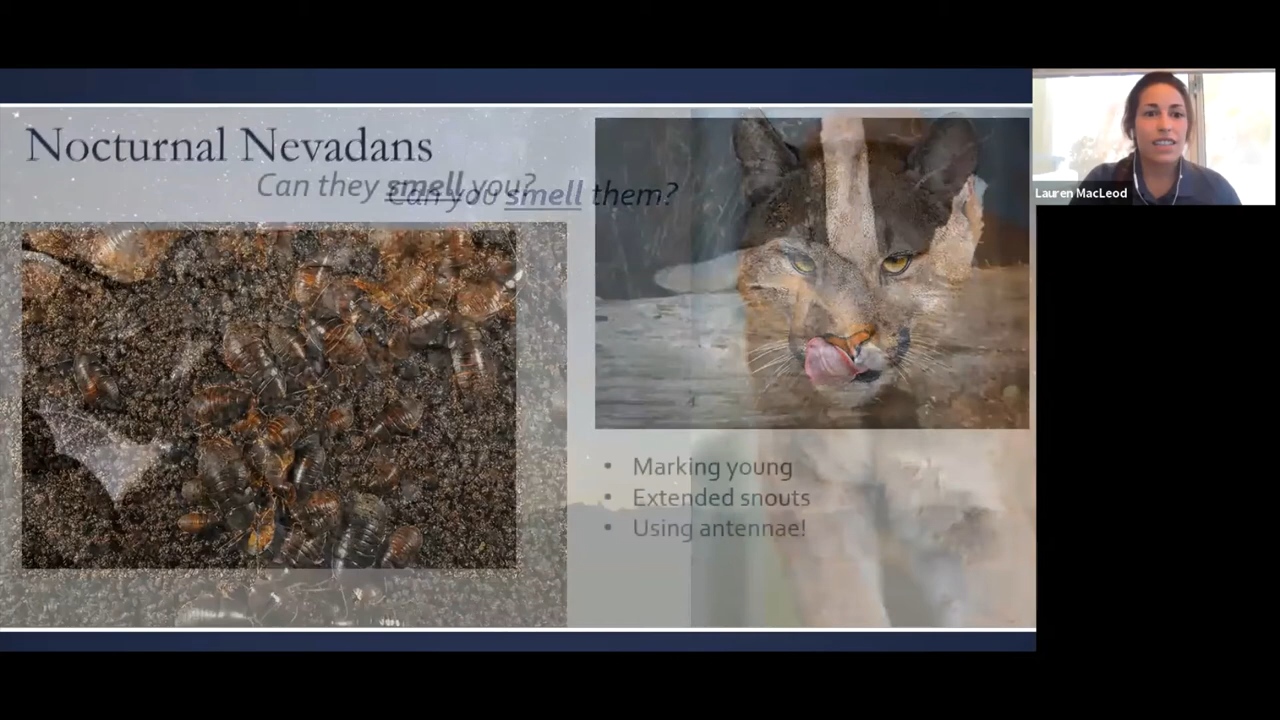 Nocturnal Nevadans
Can they smell you?
Can you smell them?
Lauren MacLeod
• Marking young
• Extended snouts
• Using antennae!